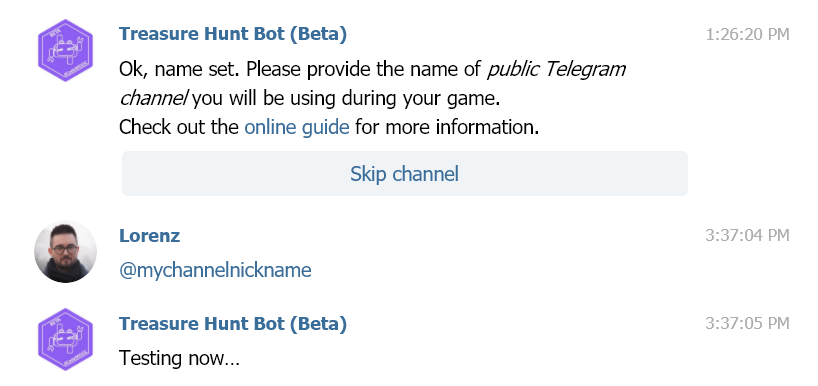 Treasure Hunt Bot (Beta) 1:26:20 PM
Ok, name set. Please provide the name of public Telegram
channel you will be using during your game.
Check out the online guide for more information.
Skip channel
Lorenz 3:37:04 PM
@mychannelnickname
Treasure Hunt Bot (Beta) 3:37:05 PM
Testing now...